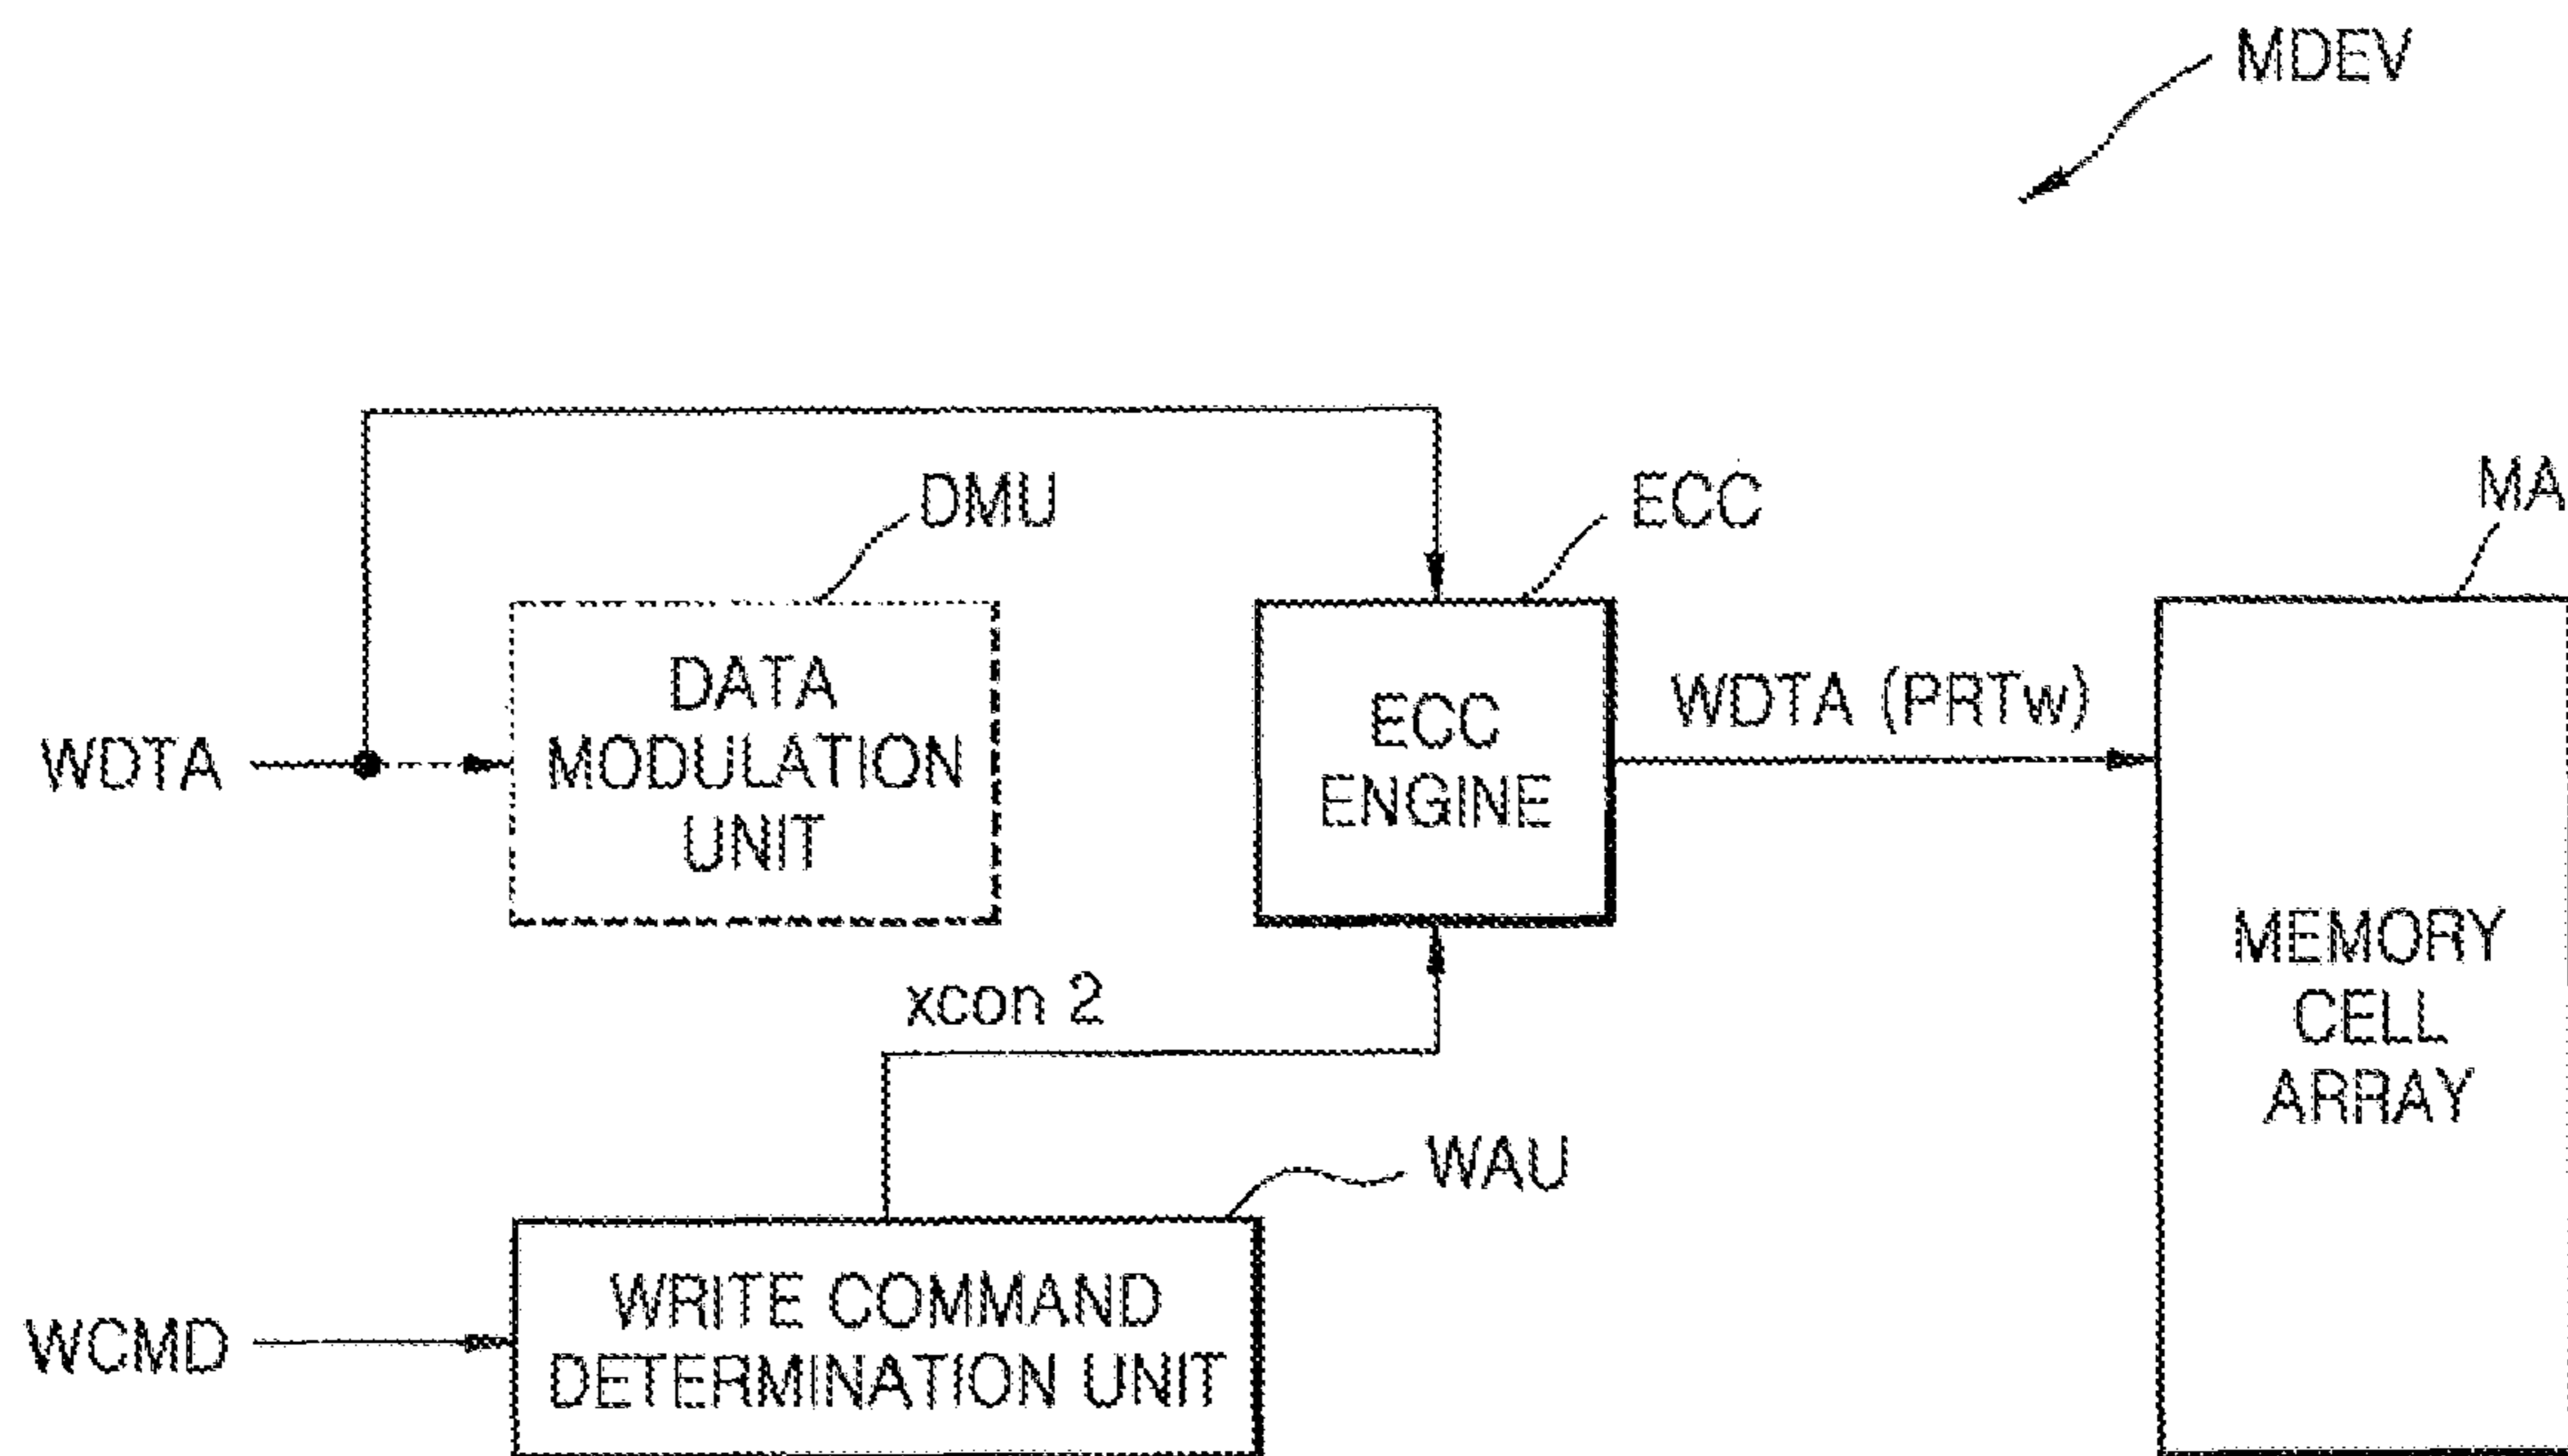 MDEV
DMU
ECC
MA
DATA
MODULATION
UNIT
WDTA
ECC
ENGINE
WDTA (PRTw)
MEMORY
CELL
ARRAY
xcon 2
WAU
WCMD
WRITE COMMAND
DETERMINATION UNIT